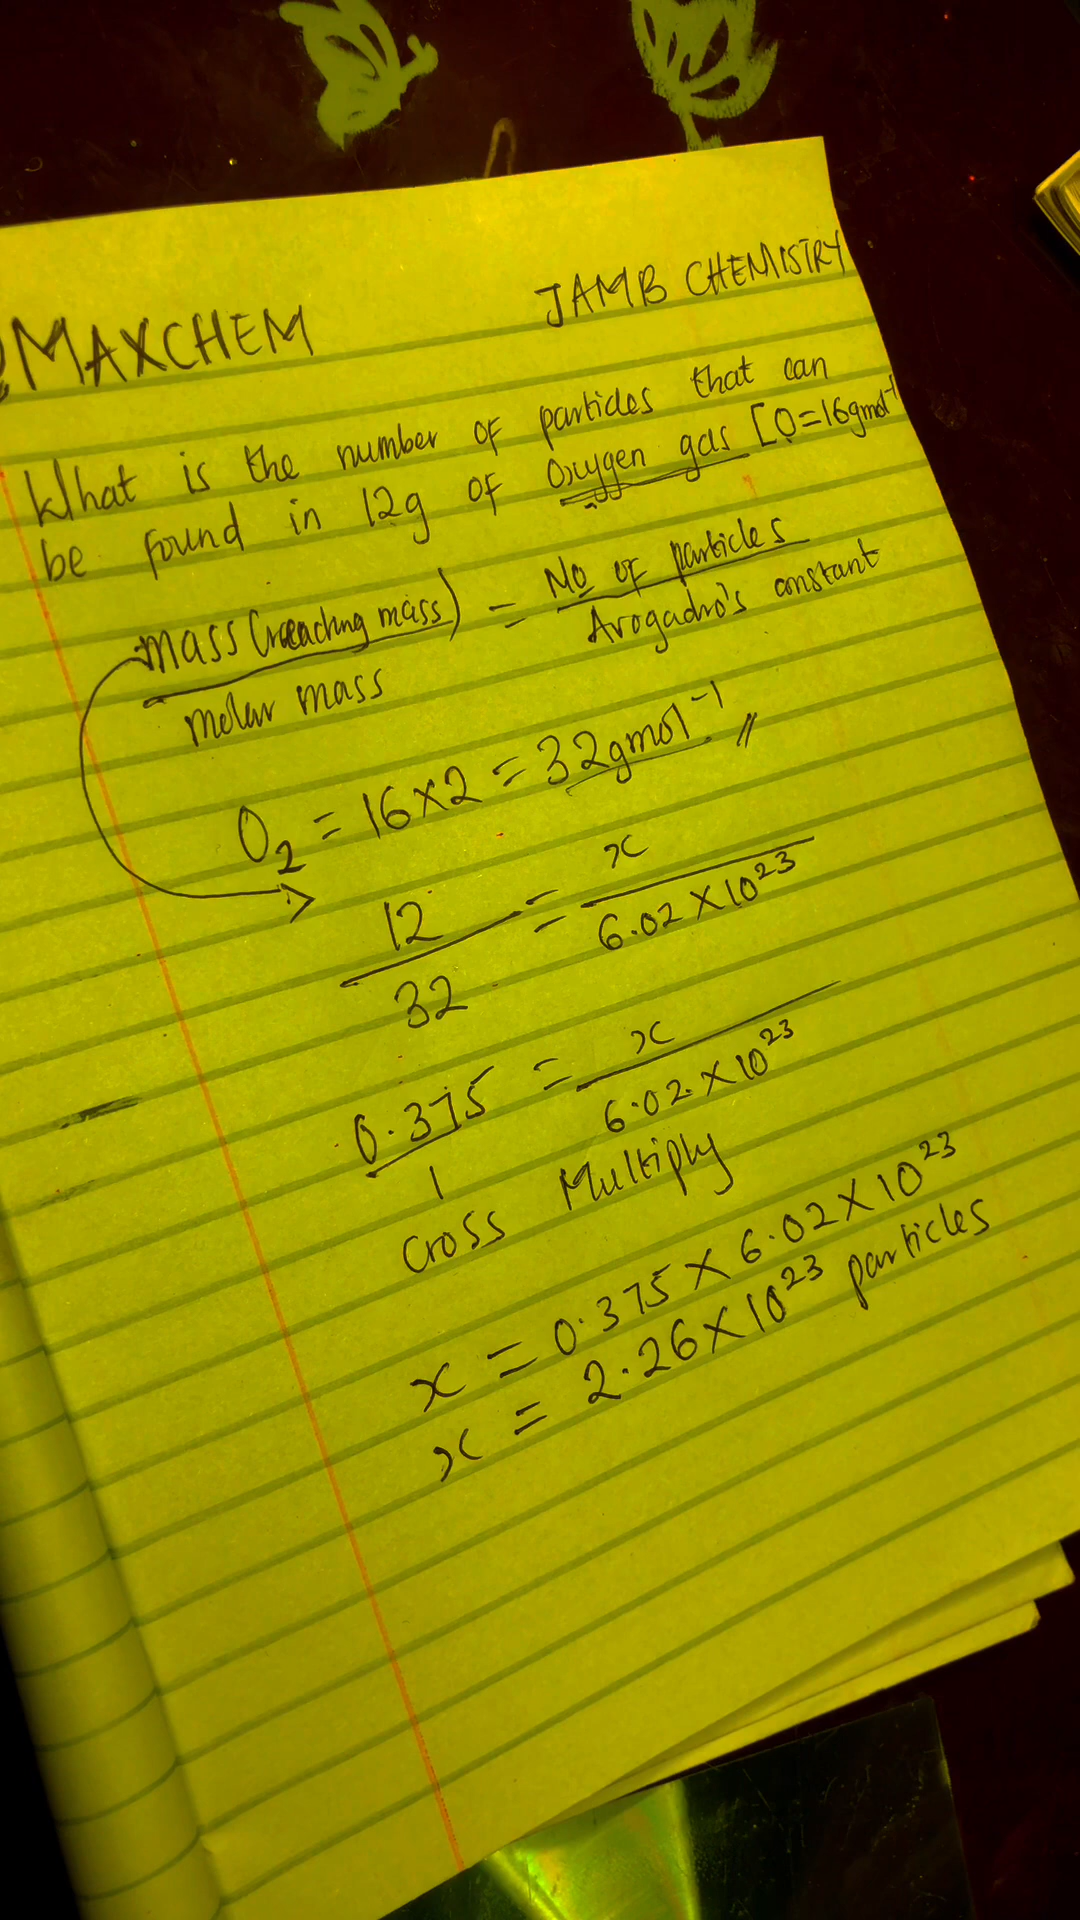 MAXCHEM JAMB CHEMISTRY
What is the number of particles that can
be found in 12g of Oxygen gas [O=16gmol⁻¹
mass (reacting mass) = No of particles
molar mass Avogadro's constant
O₂ = 16×2 = 32gmol⁻¹ //
12 = x
32 6.02×10²³
0.375 = x
1 6.02×10²³
Cross Multiply
x = 0.375×6.02×10²³
x = 2.26×10²³ particles